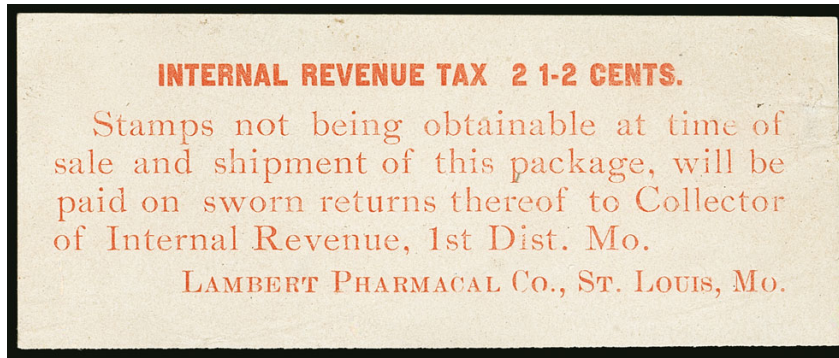 INTERNAL REVENUE TAX 2 1-2 CENTS.
Stamps not being obtainable at time of
sale and shipment of this package, will be
paid on sworn returns thereof to Collector
of Internal Revenue, 1st Dist. Mo.
LAMBERT PHARMACAL CO., ST. LOUIS, MO.